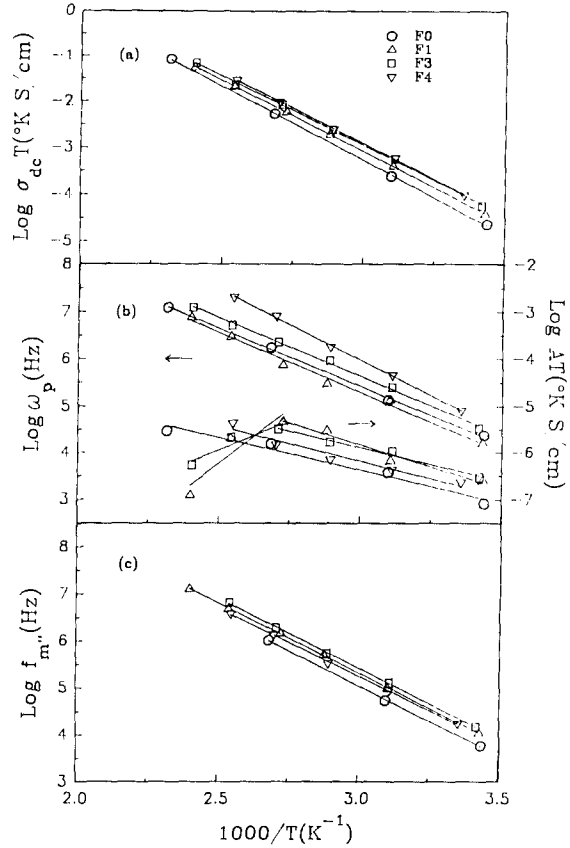 (a)
○ F0
△ F1
□ F3
▽ F4
Log σdc T(°K S/cm)
0
-1
-2
-3
-4
-5
(b)
Log ωp(Hz)
8
7
6
5
4
3
Log AT(°K S/cm)
-2
-3
-4
-5
-6
-7
(c)
Log fm''(Hz)
8
7
6
5
4
3
2.0 2.5 3.0 3.5
1000/T(K⁻¹)